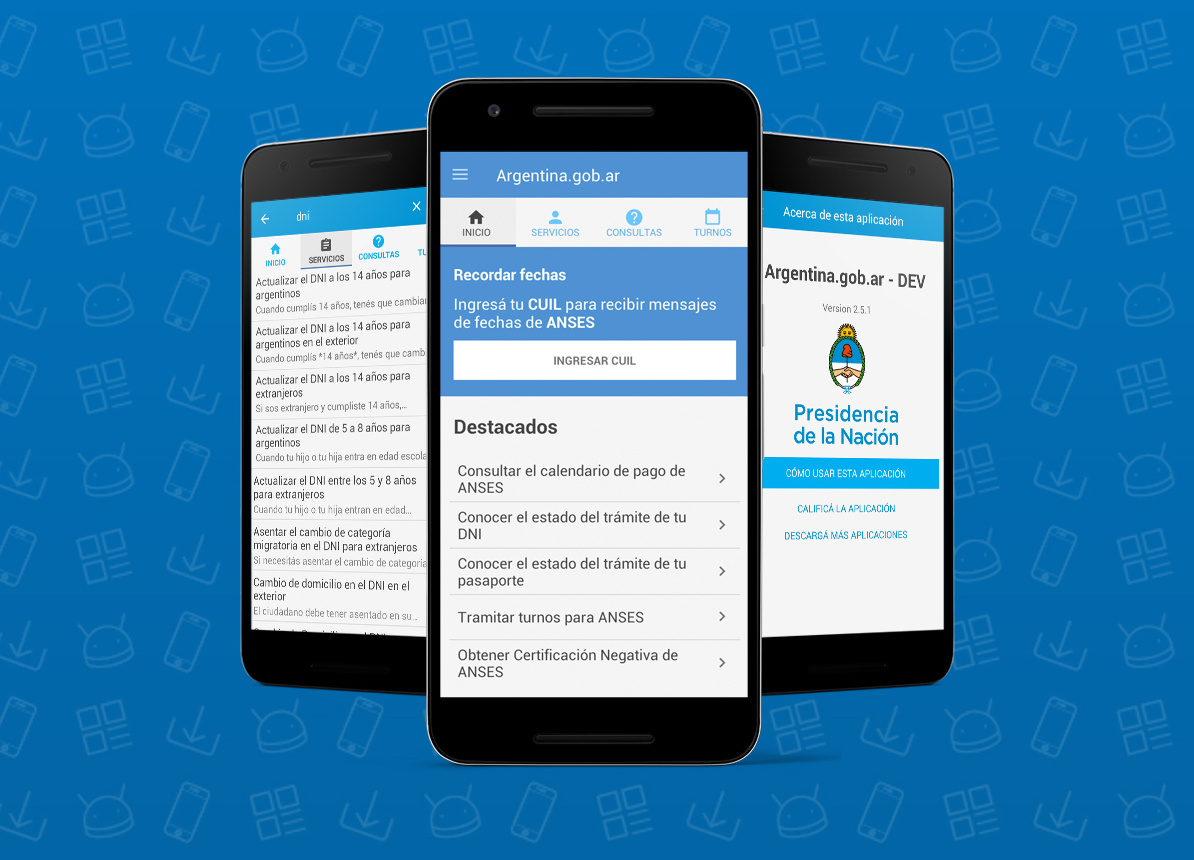 dni
INICIO
SERVICIOS
CONSULTAS
Actualizar el DNI a los 14 años para
argentinos
Cuando cumplís 14 años, tenés que
Actualizar el DNI a los 14 años para
argentinos en el exterior
Cuando cumplís *14 años*, tenés que
Actualizar el DNI a los 14 años para
extranjeros
Si sos extranjero y cumpliste 14 años,...
Actualizar el DNI de 5 a 8 años para
argentinos
Cuando tu hijo o tu hija entra en edad
Actualizar el DNI entre los 5 y 8 años
para extranjeros
Cuando tu hijo o tu hija entran en edad...
Asentar el cambio de categoría
migratoria en el DNI para extranjeros
Si necesitás asentar el cambio de
Cambio de domicilio en el DNI en el
exterior
El ciudadano debe tener asentado en su...
Argentina.gob.ar
INICIO
SERVICIOS
CONSULTAS
TURNOS
Recordar fechas
Ingresá tu CUIL para recibir mensajes
de fechas de ANSES
INGRESAR CUIL
Destacados
Consultar el calendario de pago de
ANSES
Conocer el estado del trámite de tu
DNI
Conocer el estado del trámite de tu
pasaporte
Tramitar turnos para ANSES
Obtener Certificación Negativa de
ANSES
Acerca de esta aplicación
Argentina.gob.ar - DEV
Version 2.5.1
Presidencia
de la Nación
CÓMO USAR ESTA APLICACIÓN
CALIFICÁ LA APLICACIÓN
DESCARGÁ MÁS APLICACIONES